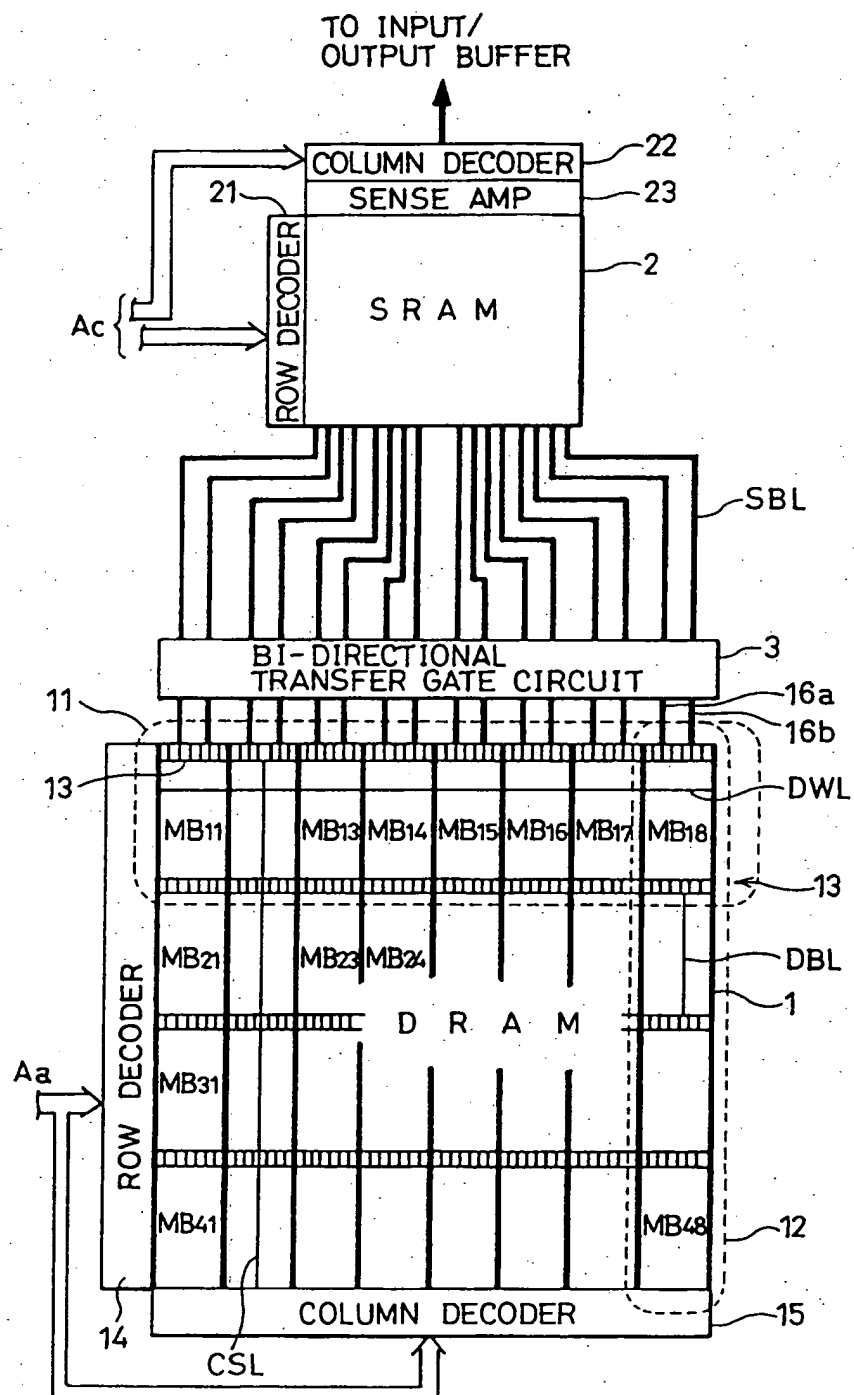 TO INPUT/
OUTPUT BUFFER
COLUMN DECODER
22
SENSE AMP
23
21
ROW DECODER
2
SRAM
Ac
SBL
BI-DIRECTIONAL
TRANSFER GATE CIRCUIT
3
16a
16b
11
13
DWL
MB11
MB13
MB14
MB15
MB16
MB17
MB18
13
MB21
MB23
MB24
DBL
1
DRAM
ROW DECODER
Aa
MB31
MB41
MB48
12
14
COLUMN DECODER
15
CSL